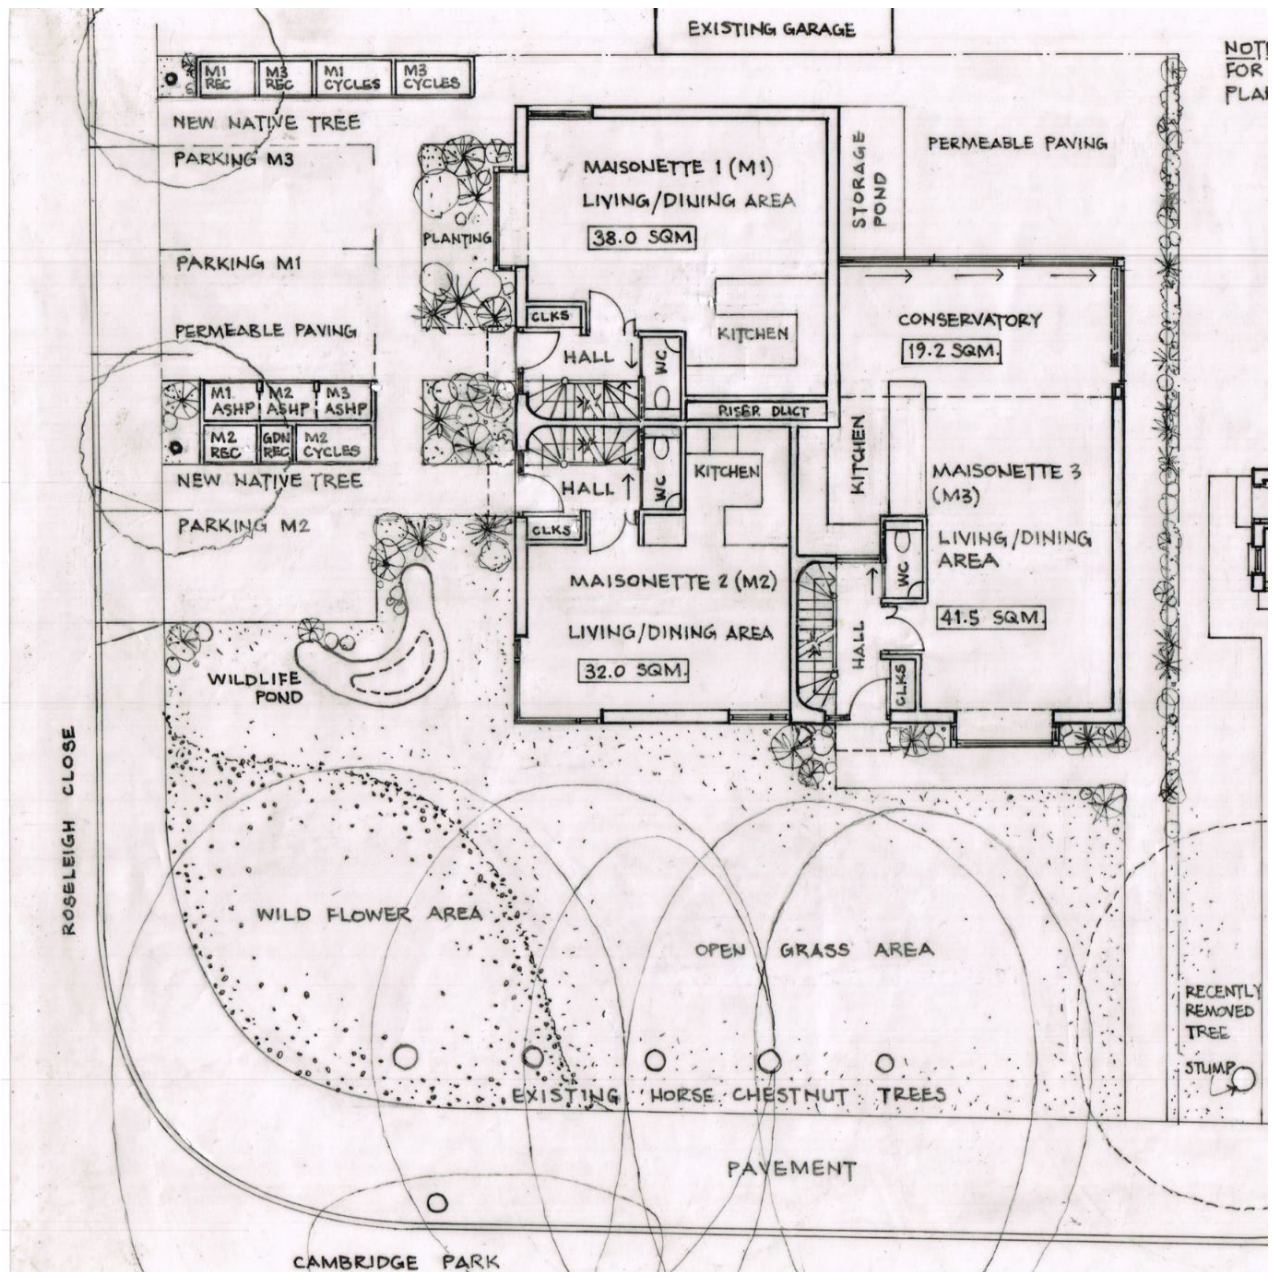 EXISTING GARAGE
NOT
FOR
PLA
M1 REC
M3 REC
M1 CYCLES
M3 CYCLES
NEW NATIVE TREE
PARKING M3
PARKING M1
PERMEABLE PAVING
PLANTING
MAISONETTE 1 (M1)
LIVING/DINING AREA
38.0 SQM
STORAGE POND
PERMEABLE PAVING
CLKS
HALL
WC
KITCHEN
CONSERVATORY
19.2 SQM.
M1 ASHP
M2 ASHP
M3 ASHP
M2 REC
GDN REC
M2 CYCLES
NEW NATIVE TREE
PARKING M2
RISER DUCT
HALL
CLKS
WC
KITCHEN
KITCHEN
MAISONETTE 3
(M3)
LIVING/DINING
AREA
41.5 SQM.
WC
HALL
CLKS
MAISONETTE 2 (M2)
LIVING/DINING AREA
32.0 SQM.
WILDLIFE
POND
ROSELEIGH CLOSE
WILD FLOWER AREA
OPEN GRASS AREA
RECENTLY
REMOVED
TREE
STUMP
EXISTING HORSE CHESTNUT TREES
PAVEMENT
CAMBRIDGE PARK